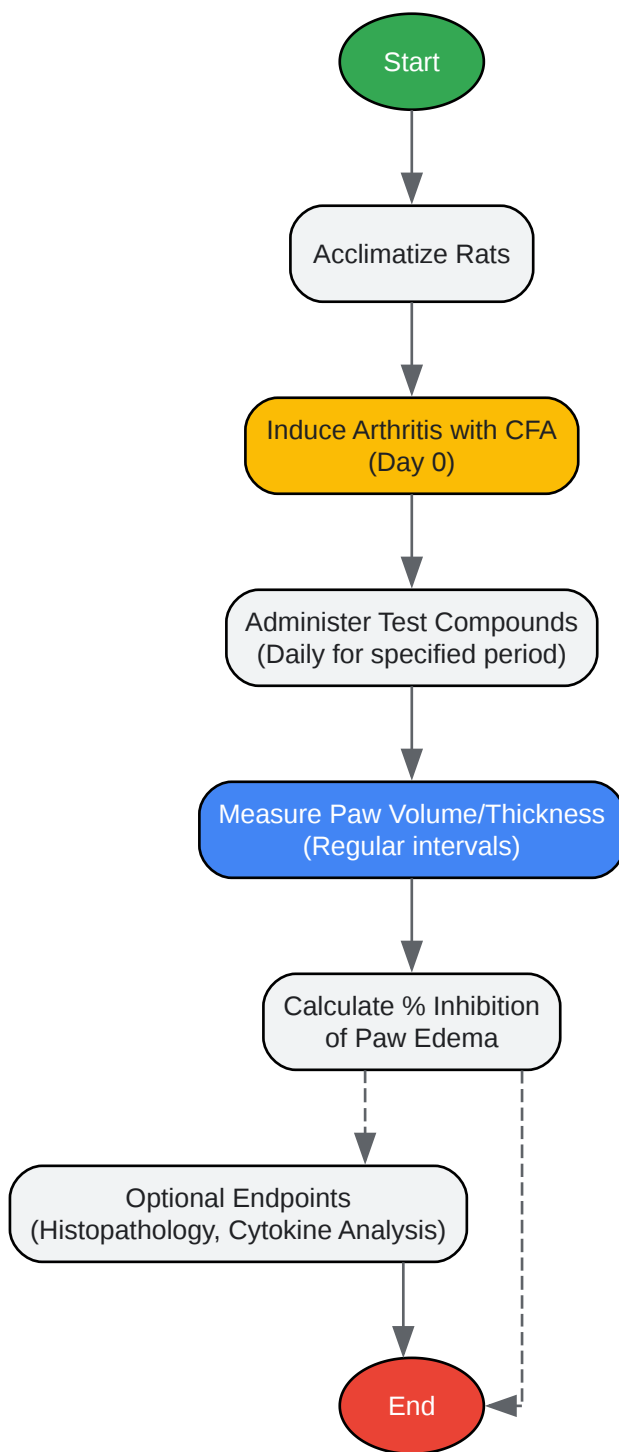 Start
Acclimatize Rats
Induce Arthritis with CFA
(Day 0)
Administer Test Compounds
(Daily for specified period)
Measure Paw Volume/Thickness
(Regular intervals)
Calculate % Inhibition
of Paw Edema
Optional Endpoints
(Histopathology, Cytokine Analysis)
End